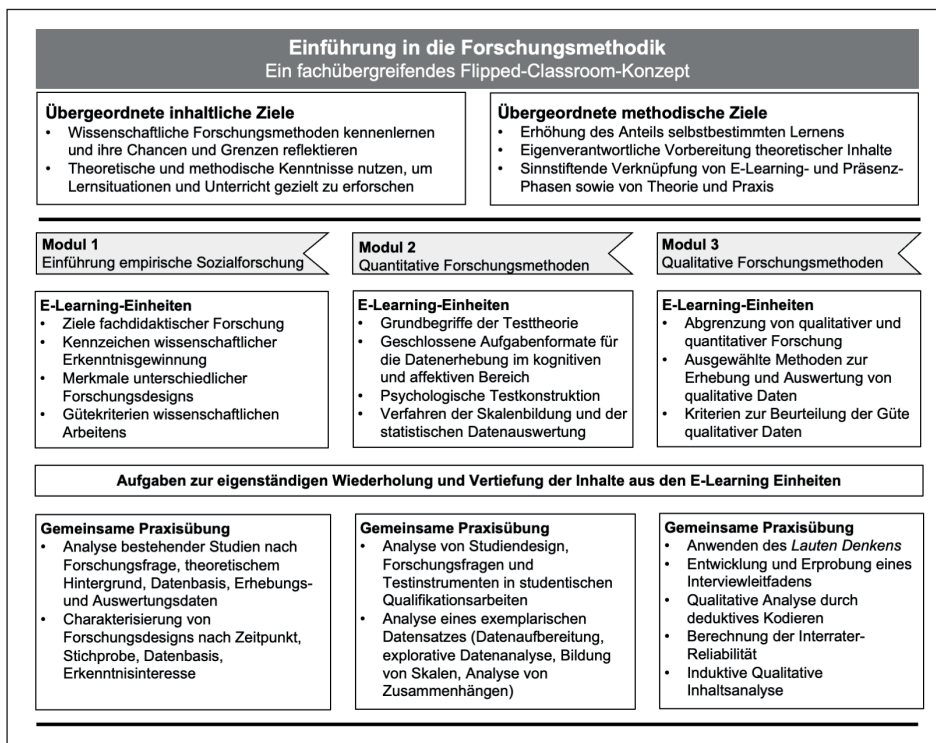 Einführung in die Forschungsmethodik
Ein fachübergreifendes Flipped-Classroom-Konzept
Übergeordnete inhaltliche Ziele
• Wissenschaftliche Forschungsmethoden kennenlernen
und ihre Chancen und Grenzen reflektieren
• Theoretische und methodische Kenntnisse nutzen, um
Lernsituationen und Unterricht gezielt zu erforschen
Übergeordnete methodische Ziele
• Erhöhung des Anteils selbstbestimmten Lernens
• Eigenverantwortliche Vorbereitung theoretischer Inhalte
• Sinnstiftende Verknüpfung von E-Learning- und Präsenz-
Phasen sowie von Theorie und Praxis
Modul 1
Einführung empirische Sozialforschung
Modul 2
Quantitative Forschungsmethoden
Modul 3
Qualitative Forschungsmethoden
E-Learning-Einheiten
• Ziele fachdidaktischer Forschung
• Kennzeichen wissenschaftlicher
Erkenntnisgewinnung
• Merkmale unterschiedlicher
Forschungsdesigns
• Gütekriterien wissenschaftlichen
Arbeitens
E-Learning-Einheiten
• Grundbegriffe der Testtheorie
• Geschlossene Aufgabenformate für
die Datenerhebung im kognitiven
und affektiven Bereich
• Psychologische Testkonstruktion
• Verfahren der Skalenbildung und der
statistischen Datenauswertung
E-Learning-Einheiten
• Abgrenzung von qualitativer und
quantitativer Forschung
• Ausgewählte Methoden zur
Erhebung und Auswertung von
qualitative Daten
• Kriterien zur Beurteilung der Güte
qualitativer Daten
Aufgaben zur eigenständigen Wiederholung und Vertiefung der Inhalte aus den E-Learning Einheiten
Gemeinsame Praxisübung
• Analyse bestehender Studien nach
Forschungsfrage, theoretischem
Hintergrund, Datenbasis, Erhebungs-
und Auswertungsdaten
• Charakterisierung von
Forschungsdesigns nach Zeitpunkt,
Stichprobe, Datenbasis,
Erkenntnisinteresse
Gemeinsame Praxisübung
• Analyse von Studiendesign,
Forschungsfragen und
Testinstrumenten in studentischen
Qualifikationsarbeiten
• Analyse eines exemplarischen
Datensatzes (Datenaufbereitung,
explorative Datenanalyse, Bildung
von Skalen, Analyse von
Zusammenhängen)
Gemeinsame Praxisübung
• Anwenden des Lauten Denkens
• Entwicklung und Erprobung eines
Interviewleitfadens
• Qualitative Analyse durch
deduktives Kodieren
• Berechnung der Interrater-
Reliabilität
• Induktive Qualitative
Inhaltsanalyse